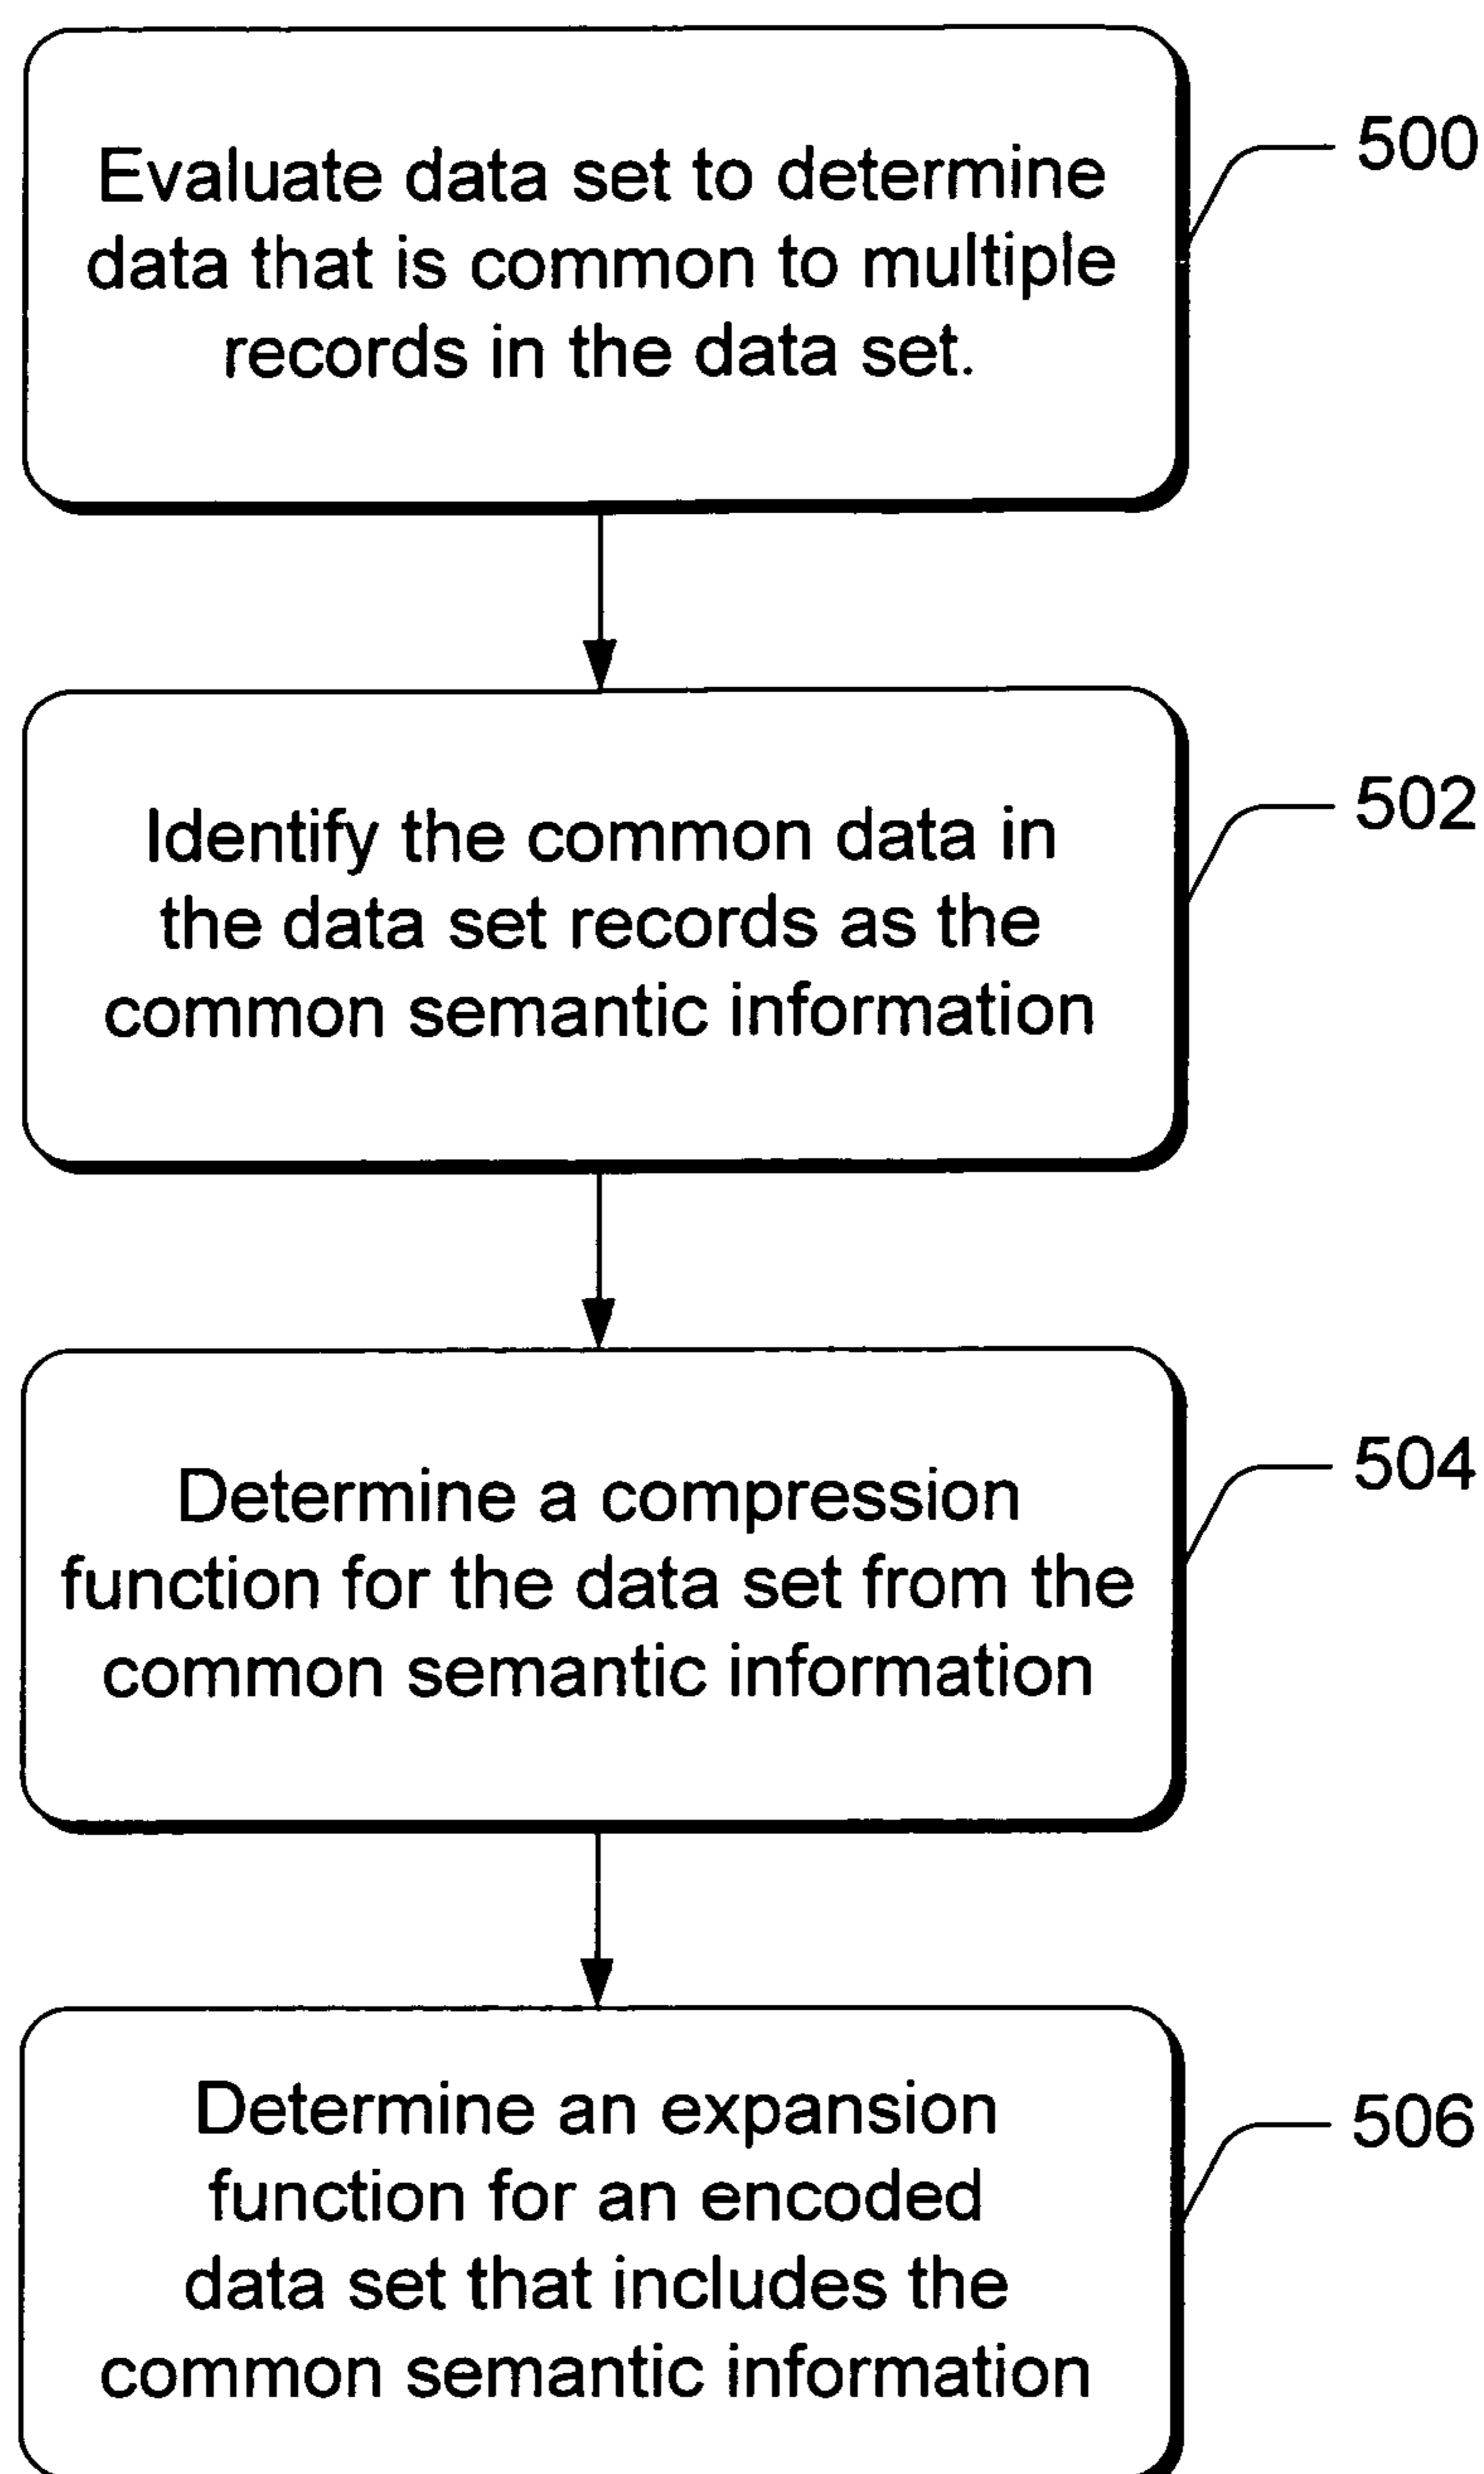 Evaluate data set to determine
data that is common to multiple
records in the data set.
500
Identify the common data in
the data set records as the
common semantic information
502
Determine a compression
function for the data set from the
common semantic information
504
Determine an expansion
function for an encoded
data set that includes the
common semantic information
506